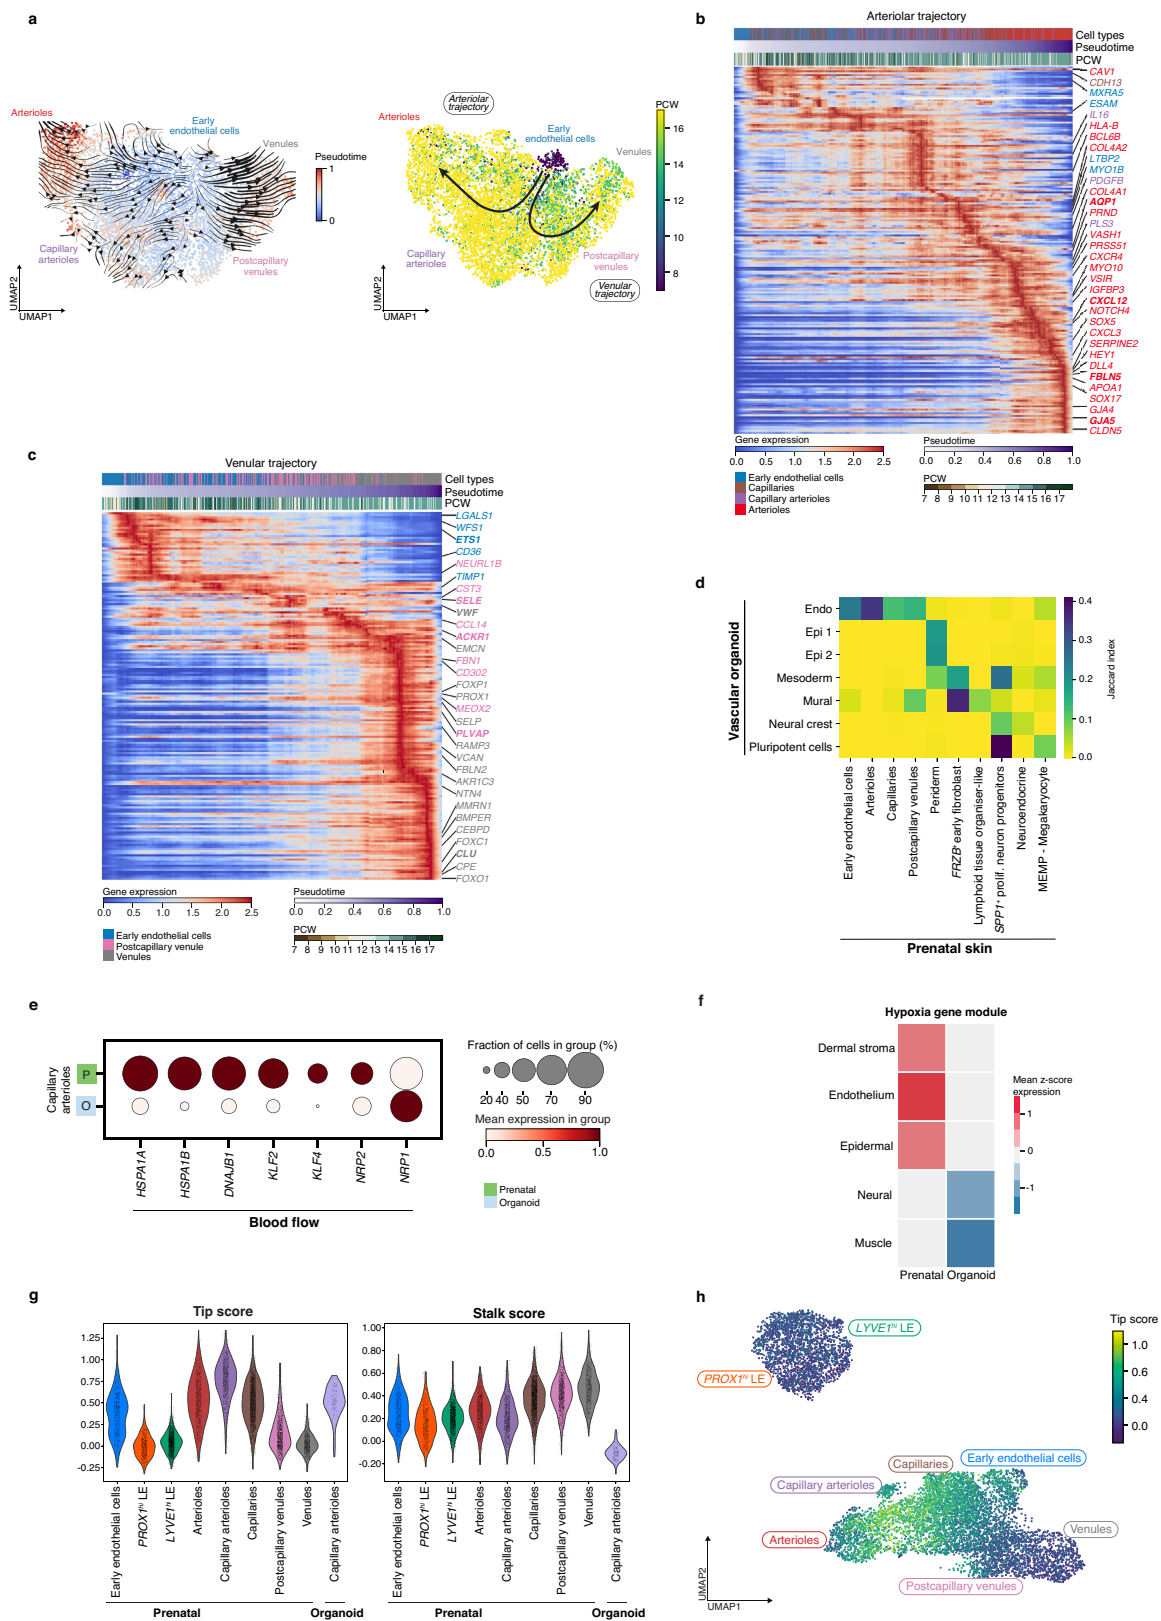 a
Arterioles
Early
endothelial cells
Venules
Capillary
arterioles
Postcapillary
venules
Pseudotime
1
0
UMAP2
UMAP1
Arteriolar
trajectory
Arterioles
Early
endothelial cells
Venules
Capillary
arterioles
Postcapillary
venules
Venular
trajectory
PCW
16
14
12
10
8
UMAP2
UMAP1
b
Arteriolar trajectory
Cell types
Pseudotime
PCW
CAV1
CDH13
MXRA5
ESAM
IL16
HLA-B
BCL6B
COL4A2
LTBP2
MYO1B
PDGFB
COL4A1
AQP1
PRND
PLS3
VASH1
PRSS51
CXCR4
MYO10
VSIR
IGFBP3
CXCL12
NOTCH4
SOX5
CXCL3
SERPINE2
HEY1
DLL4
FBLN5
APOA1
SOX17
GJA4
GJA5
CLDN5
Gene expression
0.0 0.5 1.0 1.5 2.0 2.5
Pseudotime
0.0 0.2 0.4 0.6 0.8 1.0
Early endothelial cells
Capillaries
Capillary arterioles
Arterioles
PCW
7 8 9 10 11 12 13 14 15 16 17
c
Venular trajectory
Cell types
Pseudotime
PCW
LGALS1
WFS1
ETS1
CD36
NEURL1B
TIMP1
CST3
SELE
VWF
CCL14
ACKR1
EMCN
FBN1
CD302
FOXP1
PROX1
MEOX2
SELP
PLVAP
RAMP3
VCAN
FBLN2
AKR1C3
NTN4
MMRN1
BMPER
CEBPD
FOXC1
CLU
CPE
FOXO1
Gene expression
0.0 0.5 1.0 1.5 2.0 2.5
Pseudotime
0.0 0.2 0.4 0.6 0.8 1.0
Early endothelial cells
Postcapillary venule
Venules
PCW
7 8 9 10 11 12 13 14 15 16 17
d
Vascular organoid
Endo
Epi 1
Epi 2
Mesoderm
Mural
Neural crest
Pluripotent cells
Early endothelial cells
Arterioles
Capillaries
Postcapillary venules
Periderm
FRZB+ early fibroblast
Lymphoid tissue organiser-like
SPP1+ prolif. neuron progenitors
Neuroendocrine
MEMP - Megakaryocyte
Prenatal skin
0.4
0.3
0.2
0.1
0.0
Jaccard index
e
Capillary
arterioles
P
O
HSPA1A
HSPA1B
DNAJB1
KLF2
KLF4
NRP2
NRP1
Blood flow
Fraction of cells in group (%)
20 40 50 70 90
Mean expression in group
0.0 0.5 1.0
Prenatal
Organoid
f
Hypoxia gene module
Dermal stroma
Endothelium
Epidermal
Neural
Muscle
Prenatal Organoid
Mean z-score
expression
1
0
-1
g
Tip score
1.25
1.00
0.75
0.50
0.25
0.00
-0.25
Early endothelial cells
PROX1hi LE
LYVE1hi LE
Arterioles
Capillary arterioles
Capillaries
Postcapillary venules
Venules
Capillary arterioles
Prenatal
Organoid
Stalk score
1.00
0.80
0.60
0.40
0.20
0.00
-0.20
Early endothelial cells
PROX1hi LE
LYVE1hi LE
Arterioles
Capillary arterioles
Capillaries
Postcapillary venules
Venules
Capillary arterioles
Prenatal
Organoid
h
LYVE1hi LE
PROX1hi LE
Capillaries
Early endothelial cells
Capillary arterioles
Arterioles
Venules
Postcapillary venules
Tip score
1.0
0.8
0.6
0.4
0.2
0.0
UMAP2
UMAP1